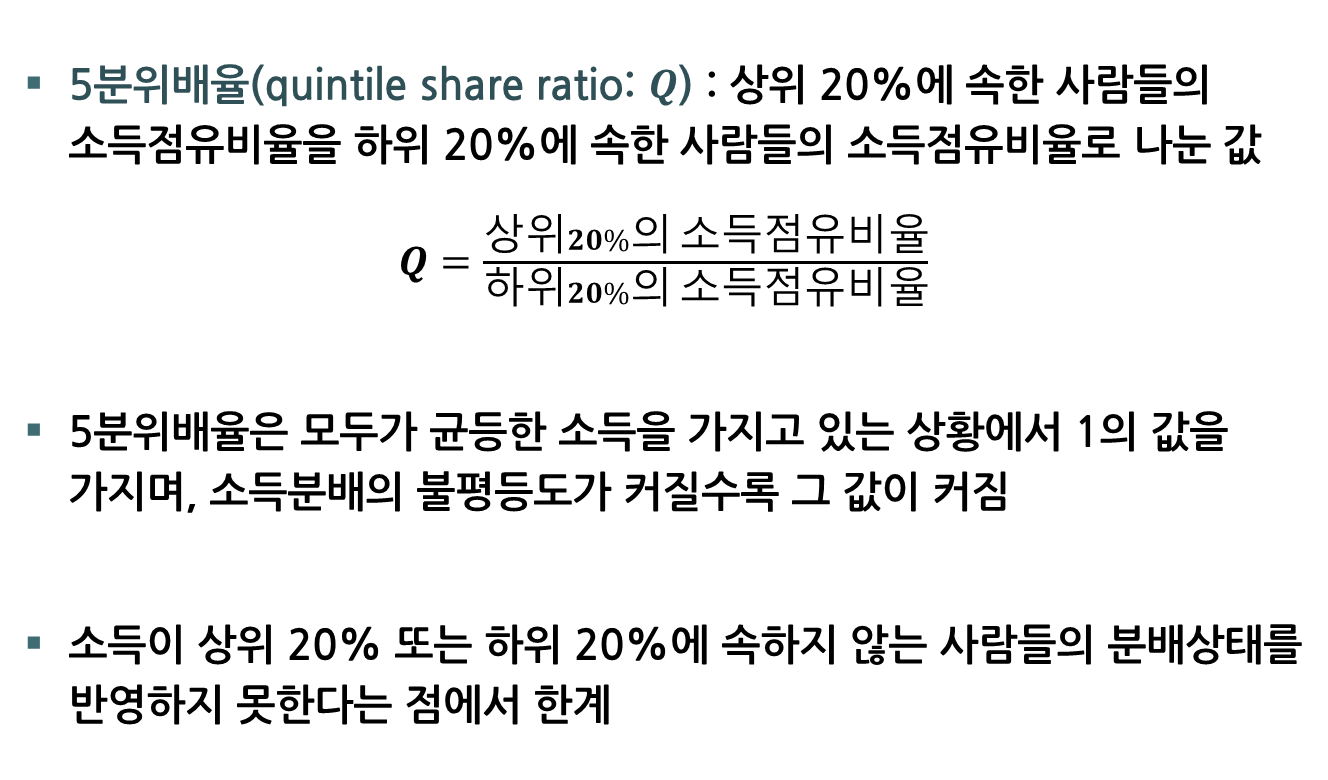 ▪ 5분위배율(quintile share ratio: Q) : 상위 20%에 속한 사람들의
소득점유비율을 하위 20%에 속한 사람들의 소득점유비율로 나눈 값
Q = 상위20%의 소득점유비율
하위20%의 소득점유비율
▪ 5분위배율은 모두가 균등한 소득을 가지고 있는 상황에서 1의 값을
가지며, 소득분배의 불평등도가 커질수록 그 값이 커짐
▪ 소득이 상위 20% 또는 하위 20%에 속하지 않는 사람들의 분배상태를
반영하지 못한다는 점에서 한계